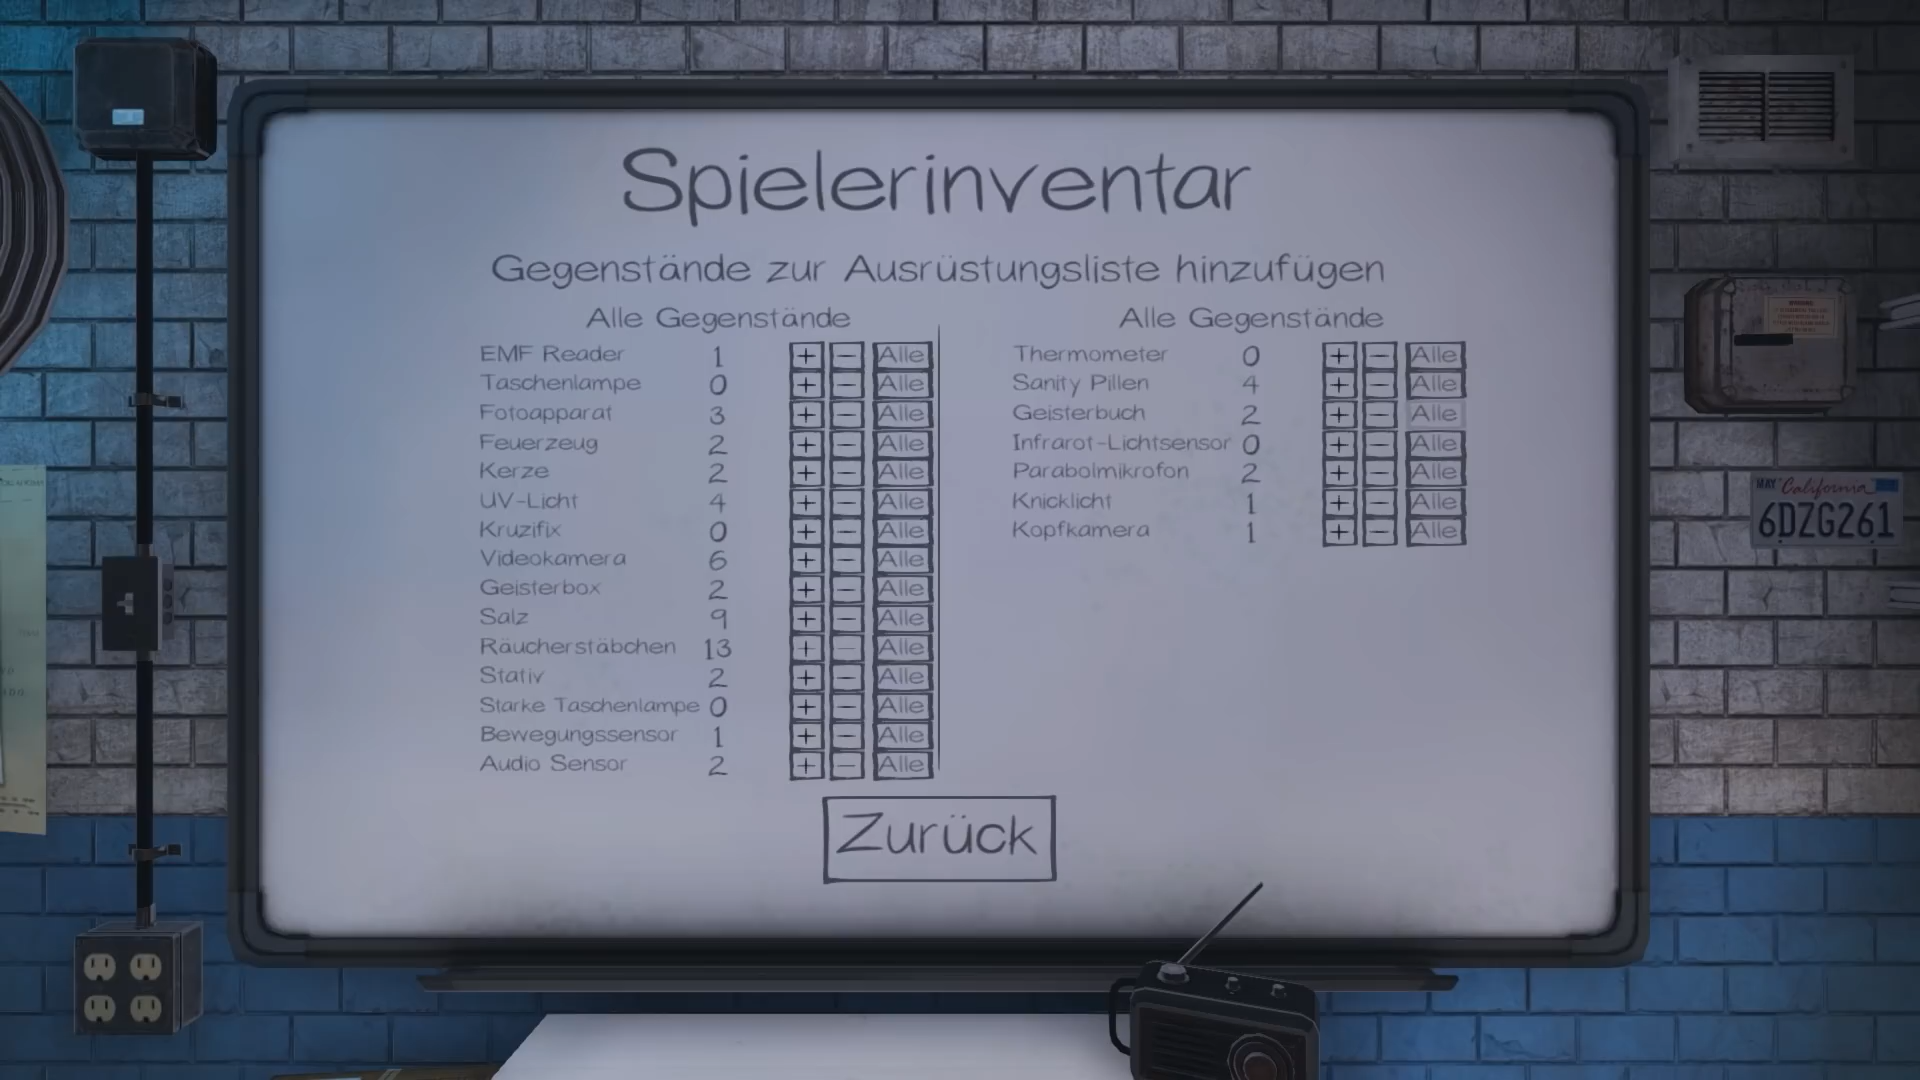 Spielerinventar
Gegenstände zur Ausrüstungsliste hinzufügen
Alle Gegenstände
EMF Reader 1 + - Alle
Taschenlampe 0 + - Alle
Fotoapparat 3 + - Alle
Feuerzeug 2 + - Alle
Kerze 2 + - Alle
UV-Licht 4 + - Alle
Kruzifix 0 + - Alle
Videokamera 6 + - Alle
Geisterbox 2 + - Alle
Salz 9 + - Alle
Räucherstäbchen 13 + - Alle
Stativ 2 + - Alle
Starke Taschenlampe 0 + - Alle
Bewegungssensor 1 + - Alle
Audio Sensor 2 + - Alle
Alle Gegenstände
Thermometer 0 + - Alle
Sanity Pillen 4 + - Alle
Geisterbuch 2 + - Alle
Infrarot-Lichtsensor 0 + - Alle
Parabolmikrofon 2 + - Alle
Knicklicht 1 + - Alle
Kopfkamera 1 + - Alle
Zurück
MAY California
6DZG261